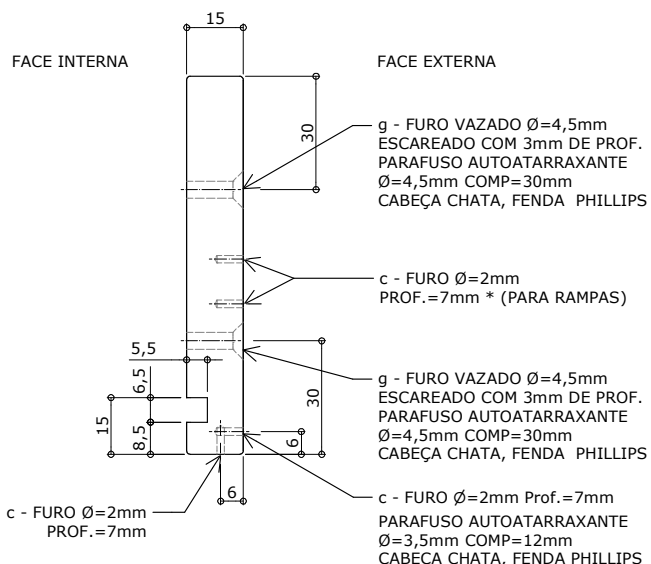 15
FACE INTERNA
FACE EXTERNA
30
g - FURO VAZADO Ø=4,5mm
ESCAREADO COM 3mm DE PROF.
PARAFUSO AUTOATARRAXANTE
Ø=4,5mm COMP=30mm
CABEÇA CHATA, FENDA PHILLIPS
c - FURO Ø=2mm
PROF.=7mm * (PARA RAMPAS)
5,5
6,5
15
8,5
30
6
6
g - FURO VAZADO Ø=4,5mm
ESCAREADO COM 3mm DE PROF.
PARAFUSO AUTOATARRAXANTE
Ø=4,5mm COMP=30mm
CABEÇA CHATA, FENDA PHILLIPS
c - FURO Ø=2mm
PROF.=7mm
c - FURO Ø=2mm Prof.=7mm
PARAFUSO AUTOATARRAXANTE
Ø=3,5mm COMP=12mm
CABEÇA CHATA, FENDA PHILLIPS